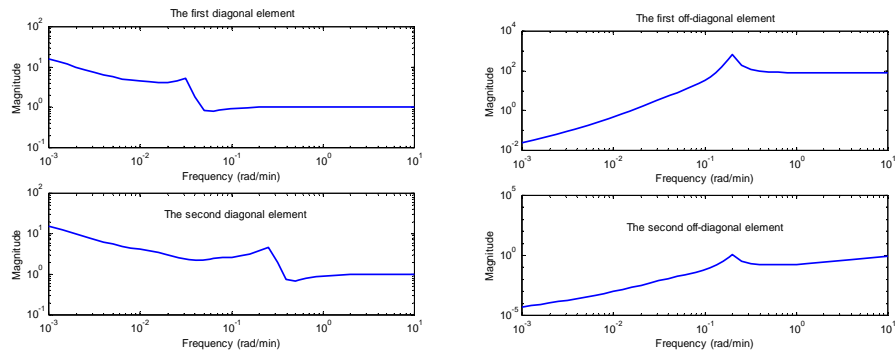 The first diagonal element
10^2
10^1
10^0
10^-1
Magnitude
10^-3
10^-2
10^-1
10^0
10^1
Frequency (rad/min)
The first off-diagonal element
10^4
10^2
10^0
10^-2
Magnitude
10^-3
10^-2
10^-1
10^0
10^1
Frequency (rad/min)
The second diagonal element
10^2
10^1
10^0
10^-1
Magnitude
10^-3
10^-2
10^-1
10^0
10^1
Frequency (rad/min)
The second off-diagonal element
10^5
10^0
10^-5
Magnitude
10^-3
10^-2
10^-1
10^0
10^1
Frequency (rad/min)